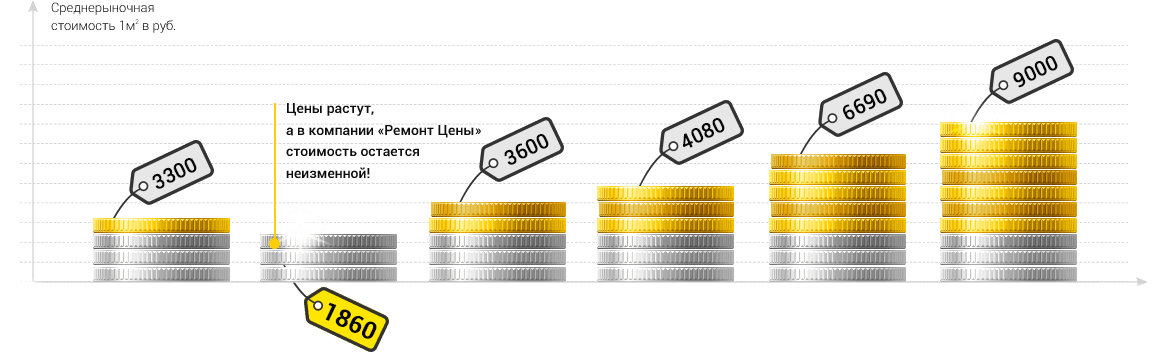 Среднерыночная
стоимость 1м² в руб.
Цены растут,
а в компании «Ремонт Цены»
стоимость остается
неизменной!
3300
1860
3600
4080
6690
9000